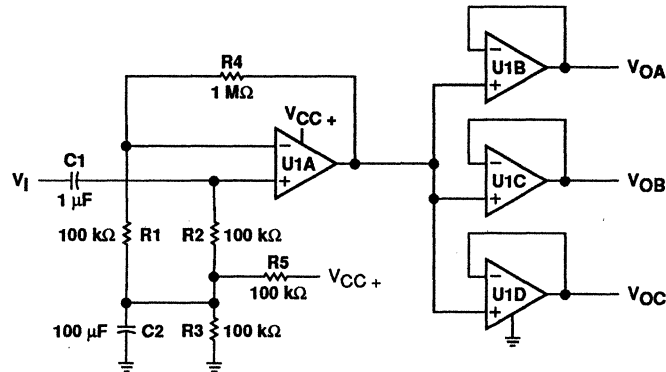 R4
1 MΩ
VCC +
U1A
C1
VI
1 µF
100 kΩ R1
R2 100 kΩ
R5
100 kΩ
VCC +
100 µF C2
R3 100 kΩ
U1B
VOA
U1C
VOB
U1D
VOC